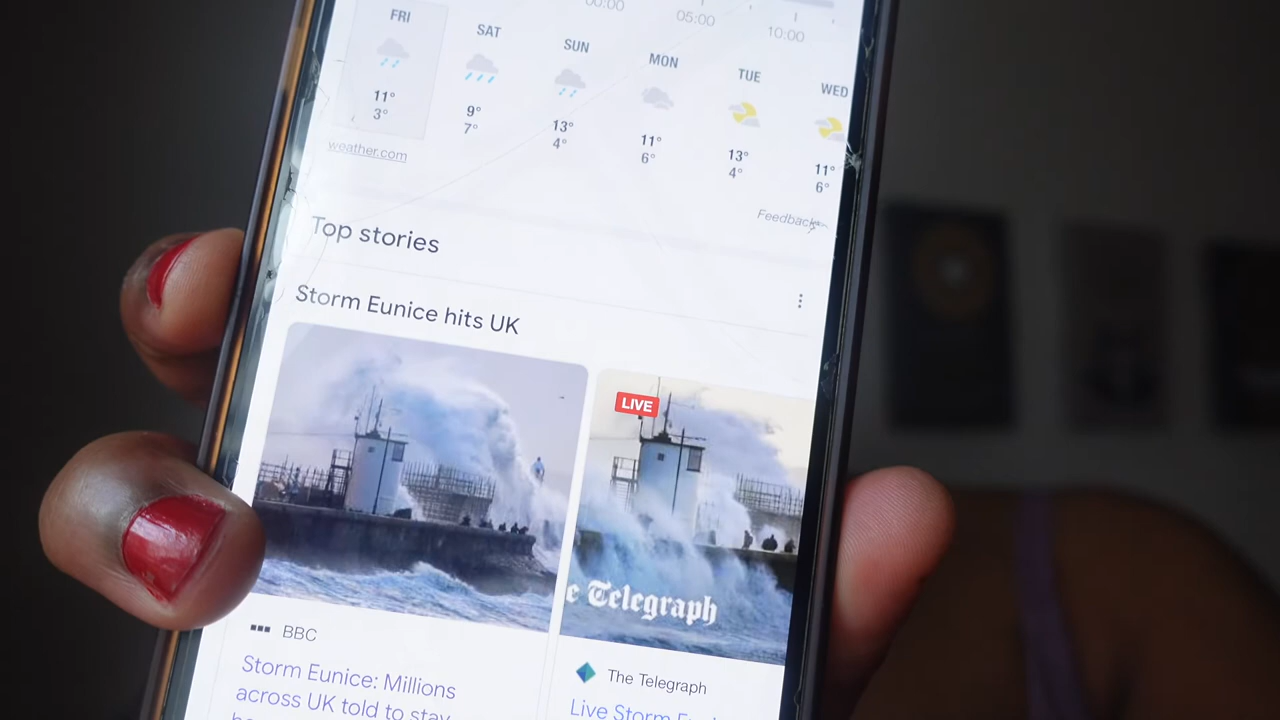 00:00 05:00 10:00
FRI SAT SUN MON TUE WED
11° 9° 13° 11° 13° 11°
3° 7° 4° 6° 4° 6°
weather.com
Feedback
Top stories
Storm Eunice hits UK
LIVE
e Telegraph
BBC
The Telegraph
Storm Eunice: Millions
across UK told to stay
Live Storm